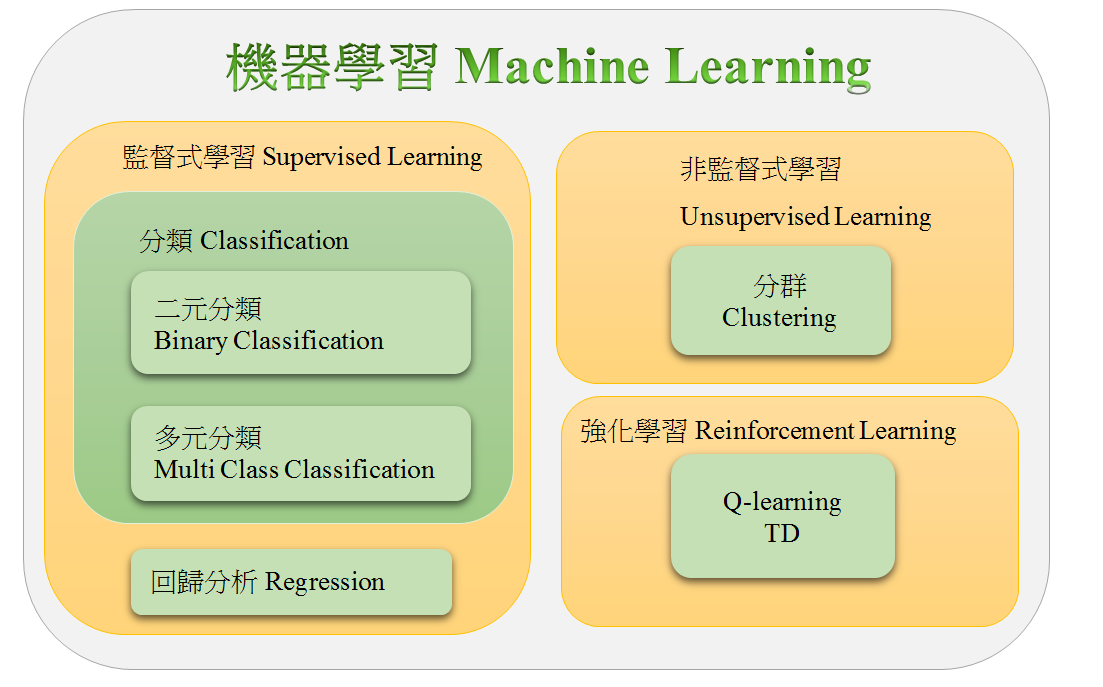 機器學習 Machine Learning
監督式學習 Supervised Learning
分類 Classification
二元分類
Binary Classification
多元分類
Multi Class Classification
回歸分析 Regression
非監督式學習
Unsupervised Learning
分群
Clustering
強化學習 Reinforcement Learning
Q-learning
TD